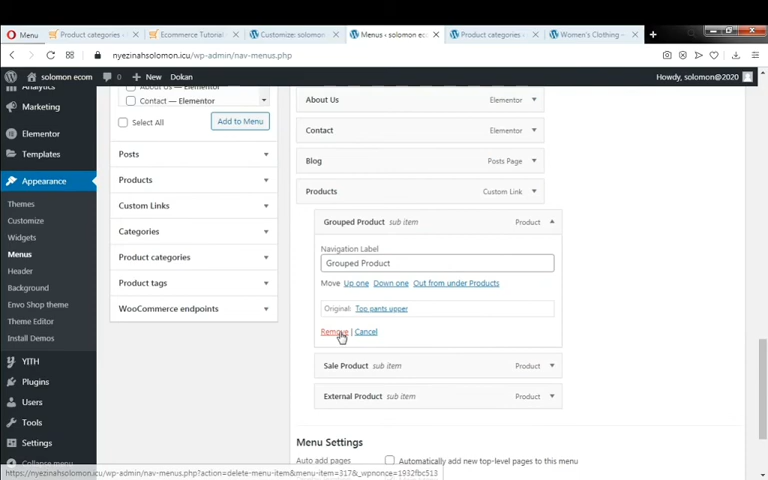 Menu
Product categories -
Ecommerce Tutorial
Customize: solomon
Menus ‹ solomon ec
Product categories -
Women's Clothing –
nyezinahsolomon.icu/wp-admin/nav-menus.php
solomon ecom
0
New
Dokan
Howdy, solomon@2020
Analytics
Marketing
Elementor
Templates
Appearance
Themes
Customize
Widgets
Menus
Header
Background
Envo Shop theme
Theme Editor
Install Demos
YITH
Plugins
Users
Tools
Settings
Collapse menu
About Us — Elementor
Contact — Elementor
Select All
Add to Menu
Posts
Products
Custom Links
Categories
Product categories
Product tags
WooCommerce endpoints
About Us Elementor
Contact Elementor
Blog Posts Page
Products Custom Link
Grouped Product sub item Product
Navigation Label
Grouped Product
Move Up one Down one Out from under Products
Original: Top pants upper
Remove | Cancel
Sale Product sub item Product
External Product sub item Product
Menu Settings
Auto add pages
Automatically add new top-level pages to this menu
https://nyezinahsolomon.icu/wp-admin/nav-menus.php?action=delete-menu-item&menu-item=317&_wpnonce=1932fbc513